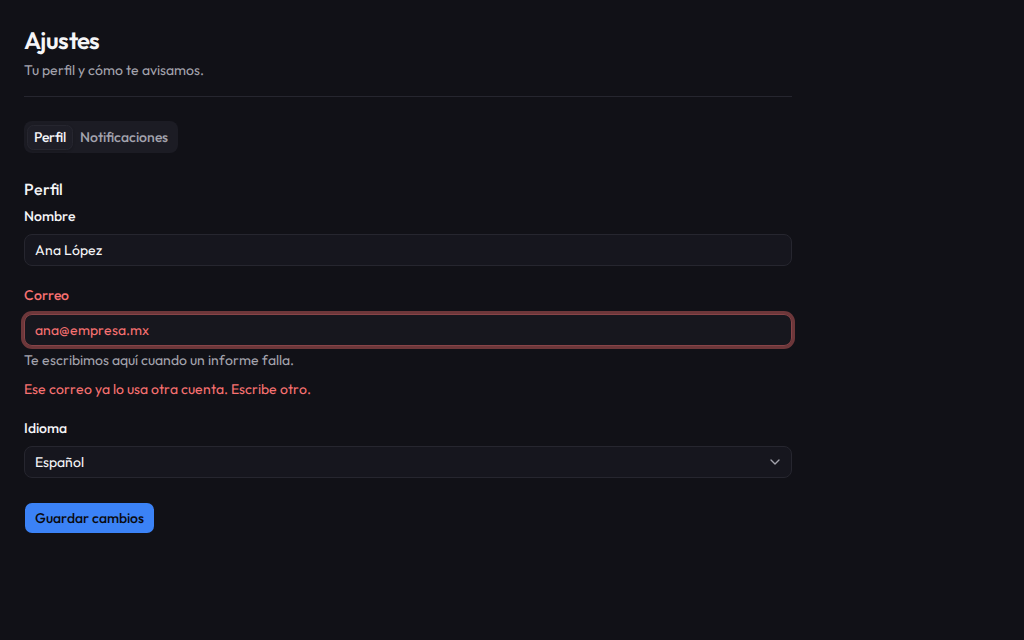 Ajustes
Tu perfil y cómo te avisamos.
Perfil Notificaciones
Perfil
Nombre
Ana López
Correo
ana@empresa.mx
Te escribimos aquí cuando un informe falla.
Ese correo ya lo usa otra cuenta. Escribe otro.
Idioma
Español
Guardar cambios